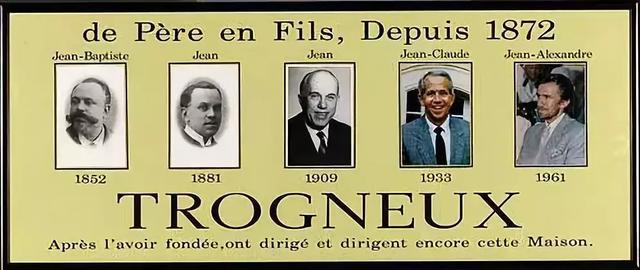 de Père en Fils, Depuis 1872
Jean-Baptiste Jean Jean Jean-Claude Jean-Alexandre
1852 1881 1909 1933 1961
TROGNEUX
Après l'avoir fondée,ont dirigé et dirigent encore cette Maison.